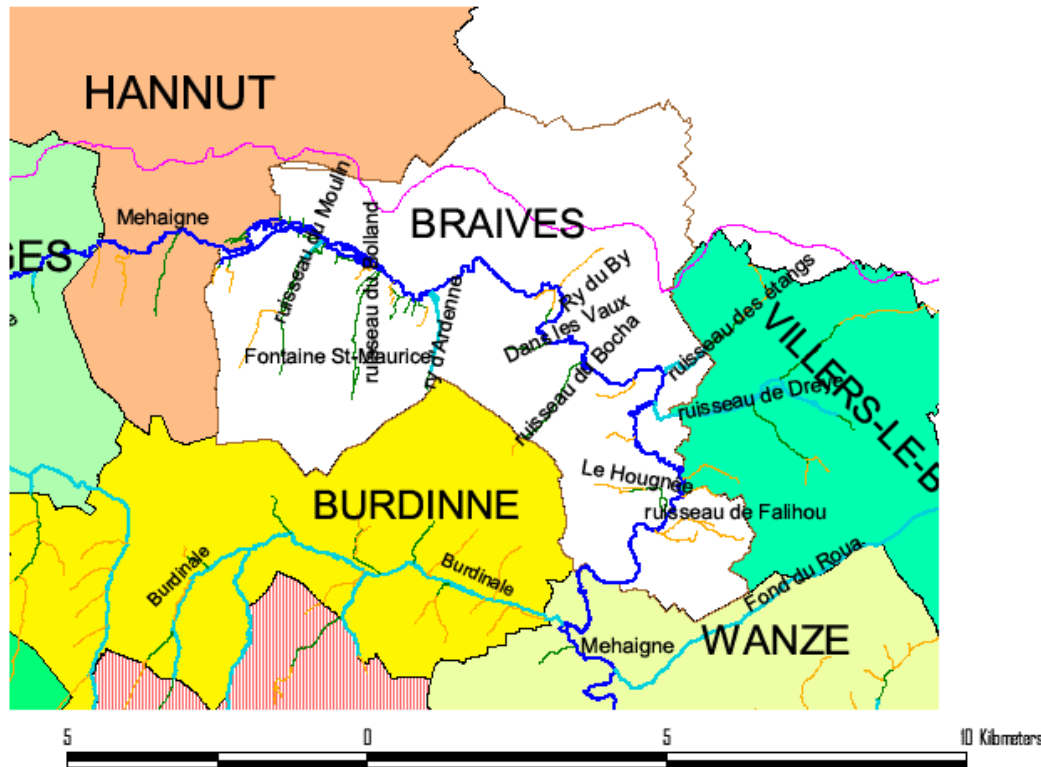 HANNUT
ruisseau du Moulin
Mehaigne
ruisseau du Bolland
BRAIVES
GES
Ry du By
ruisseau des étangs
VILLERS-LE-B
Dans les Vaux
ry d'Ardenne
Fontaine St-Maurice
ruisseau de Bocha
ruisseau de Dreye
Le Hougnée
BURDINNE
ruisseau de Falihou
Burdinale
Burdinale
Fond du Roua.
Mehaigne
WANZE
5 0 5 10 Kilometers